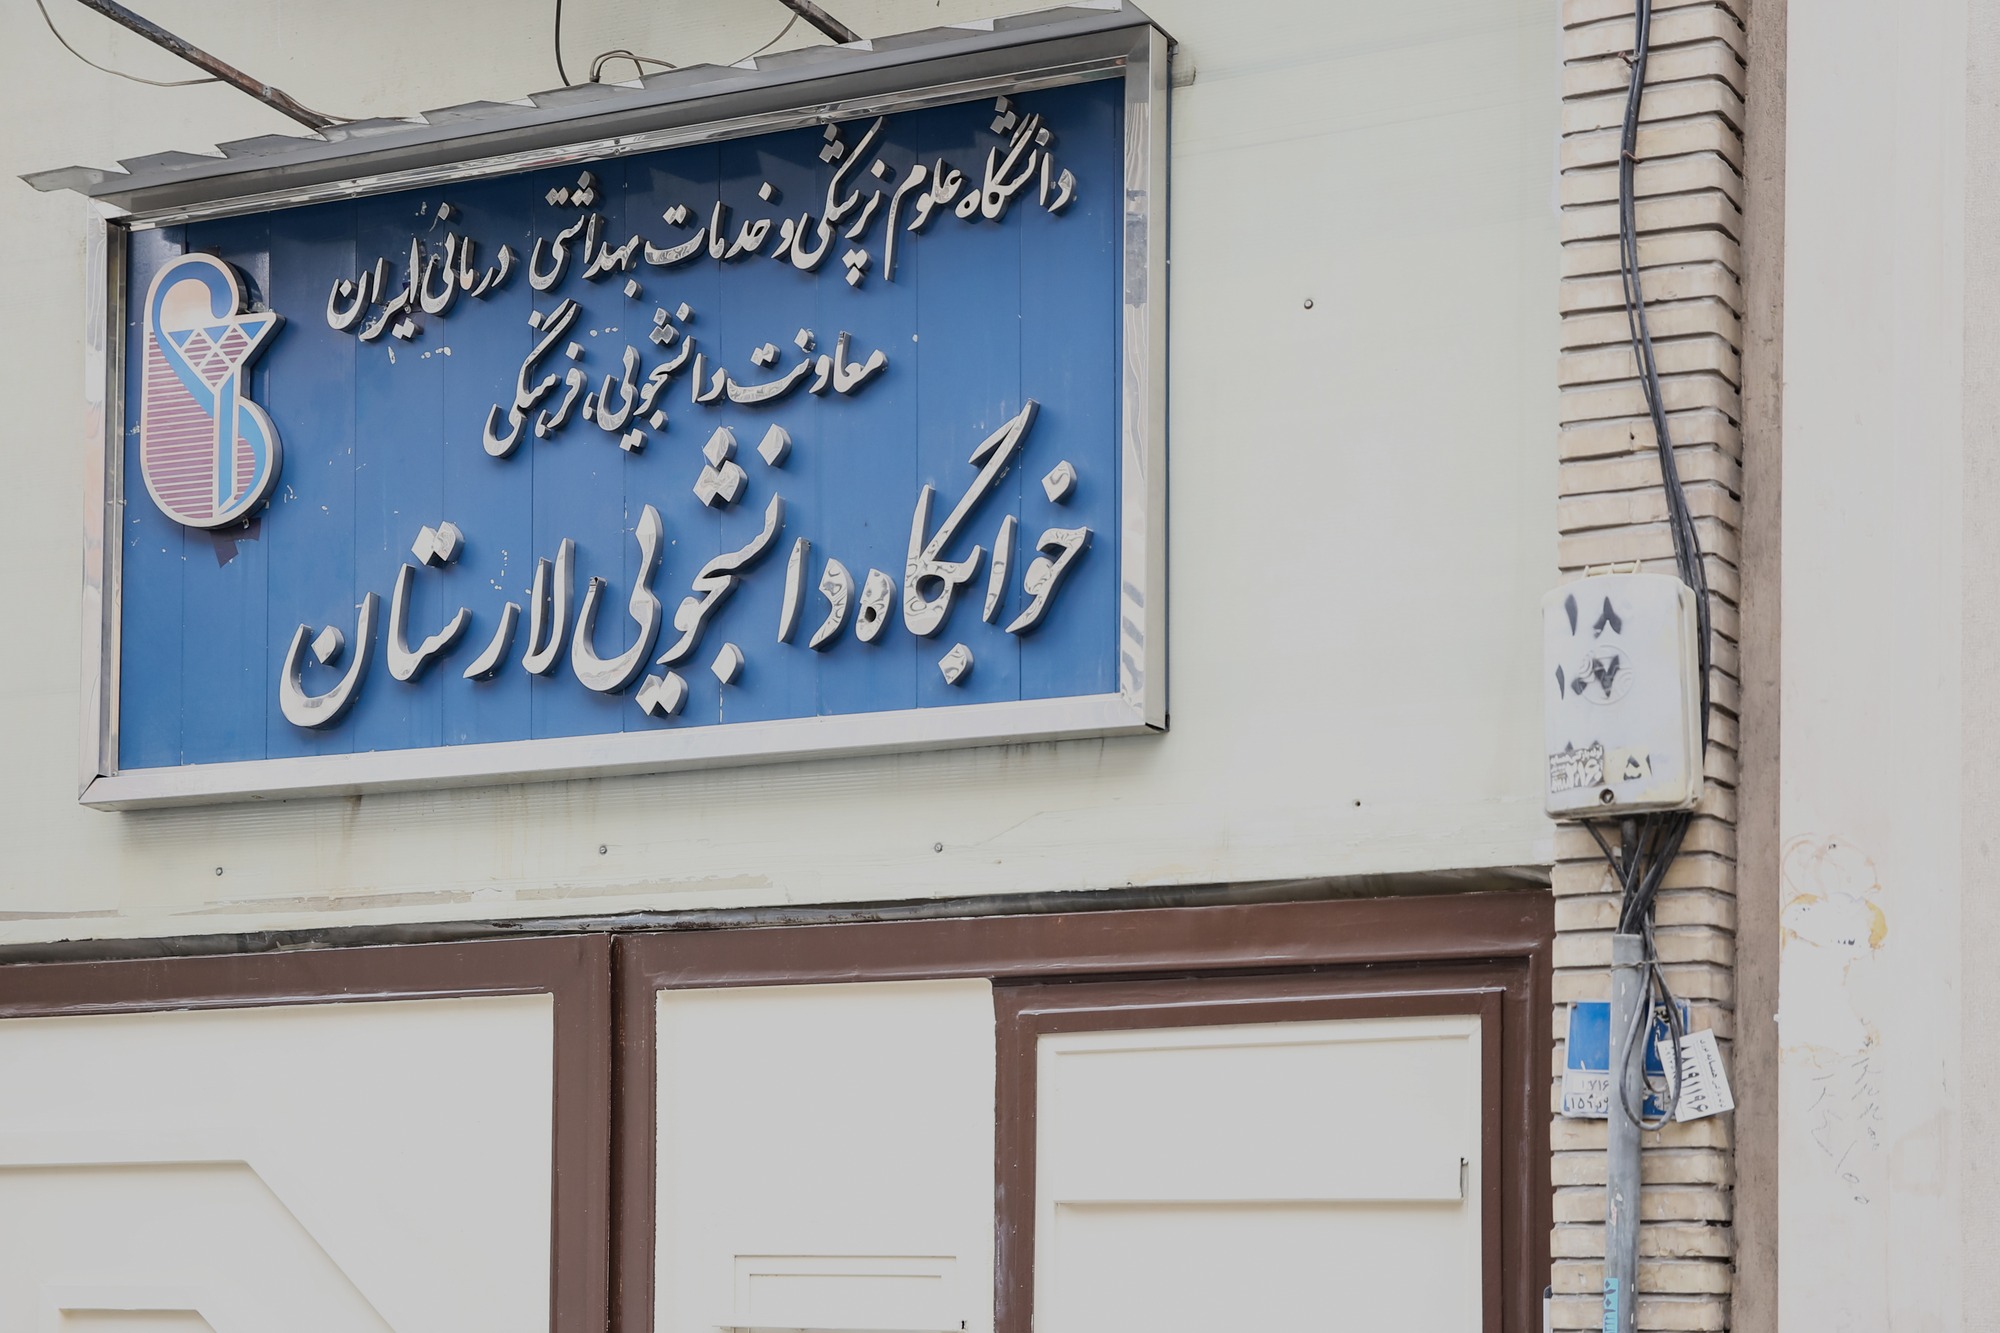 دانشگاه علوم پزشکی و خدمات بهداشتی درمانی ایران
معاونت دانشجویی، فرهنگی
خوابگاه دانشجویی لارستان
۱۸
۱۰۷
۵۱